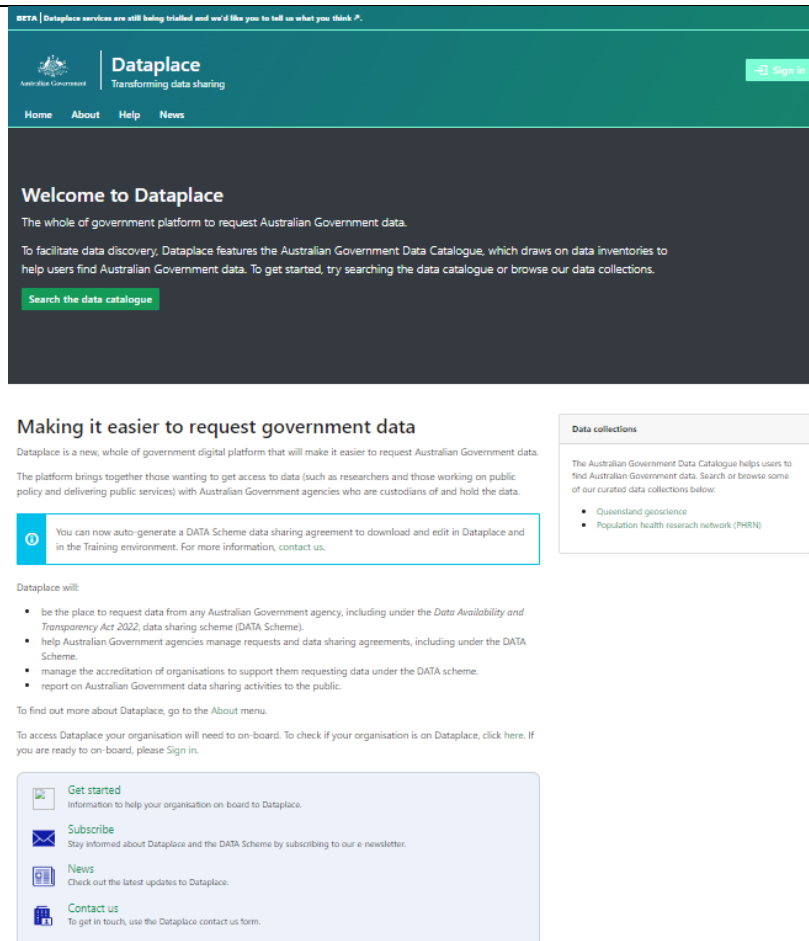 BETA | Dataplace services are still being trialled and we'd like you to tell us what you think
Australian Government
Dataplace
Transforming data sharing
Sign in
Home About Help News
Welcome to Dataplace
The whole of government platform to request Australian Government data.
To facilitate data discovery, Dataplace features the Australian Government Data Catalogue, which draws on data inventories to
help users find Australian Government data. To get started, try searching the data catalogue or browse our data collections.
Search the data catalogue
Making it easier to request government data
Dataplace is a new, whole of government digital platform that will make it easier to request Australian Government data.
The platform brings together those wanting to get access to data (such as researchers and those working on public
policy and delivering public services) with Australian Government agencies who are custodians of and hold the data.
You can now auto-generate a DATA Scheme data sharing agreement to download and edit in Dataplace and
in the Training environment. For more information, contact us.
Dataplace will:
be the place to request data from any Australian Government agency, including under the Data Availability and
Transparency Act 2022, data sharing scheme (DATA Scheme).
help Australian Government agencies manage requests and data sharing agreements, including under the DATA
Scheme.
manage the accreditation of organisations to support them requesting data under the DATA scheme.
report on Australian Government data sharing activities to the public.
To find out more about Dataplace, go to the About menu.
To access Dataplace your organisation will need to on-board. To check if your organisation is on Dataplace, click here. If
you are ready to on-board, please Sign in.
Get started
Information to help your organisation on-board to Dataplace.
Subscribe
Stay informed about Dataplace and the DATA Scheme by subscribing to our e-newsletter.
News
Check out the latest updates to Dataplace.
Contact us
To get in touch, use the Dataplace contact us form.
Data collections
The Australian Government Data Catalogue helps users to
find Australian Government data. Search or browse some
of our curated data collections below:
Queensland geoscience
Population health reserach network (PHRN)